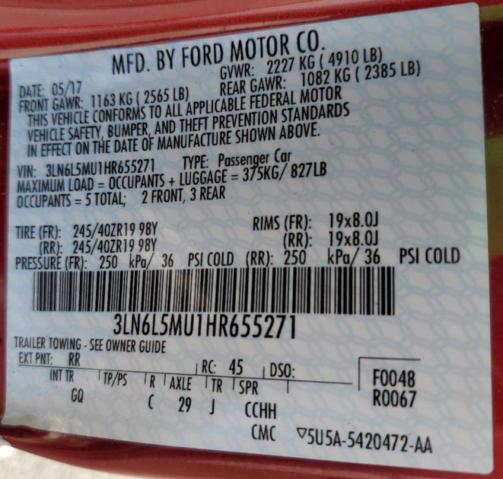 MFD. BY FORD MOTOR CO.
DATE: 05/17 GVWR: 2227 KG ( 4910 LB)
FRONT GAWR: 1163 KG ( 2565 LB) REAR GAWR: 1082 KG ( 2385 LB)
THIS VEHICLE CONFORMS TO ALL APPLICABLE FEDERAL MOTOR
VEHICLE SAFETY, BUMPER, AND THEFT PREVENTION STANDARDS
IN EFFECT ON THE DATE OF MANUFACTURE SHOWN ABOVE.
VIN: 3LN6L5MU1HR655271 TYPE: Passenger Car
MAXIMUM LOAD = OCCUPANTS + LUGGAGE = 375KG/ 827LB
OCCUPANTS = 5 TOTAL; 2 FRONT, 3 REAR
TIRE (FR): 245/40ZR19 98Y RIMS (FR): 19x8.0J
(RR): 245/40ZR19 98Y (RR): 19x8.0J
PRESSURE (FR): 250 kPa/ 36 PSI COLD (RR): 250 kPa/ 36 PSI COLD
3LN6L5MU1HR655271
TRAILER TOWING - SEE OWNER GUIDE
EXT PNT: RR RC: 45 DSO: F0048
INT TR TP/PS R AXLE TR SPR R0067
GQ C 29 J CCHH
CMC ▽5U5A-5420472-AA